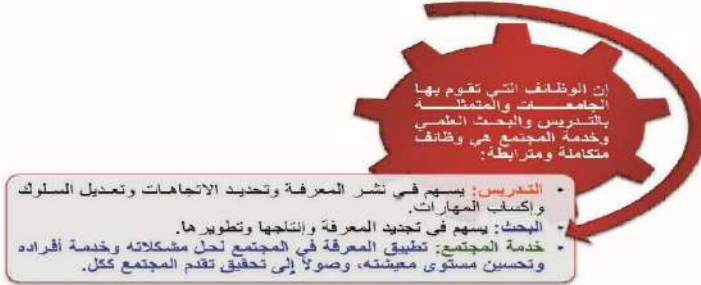 إن الوظائف التي تقوم بها
الجامعات والمتمثلة
بالتدريس والبحث العلمي
وخدمة المجتمع هي وظائف
متكاملة ومترابطة:
• التدريس: يسهم في نشر المعرفة وتحديد الاتجاهات وتعديل السلوك
وإكساب المهارات.
• البحث: يسهم في تجديد المعرفة وإنتاجها وتطويرها.
• خدمة المجتمع: تطبيق المعرفة في المجتمع لحل مشكلاته وخدمة أفراده
وتحسين مستوى معيشته، وصولاً إلى تحقيق تقدم المجتمع ككل.